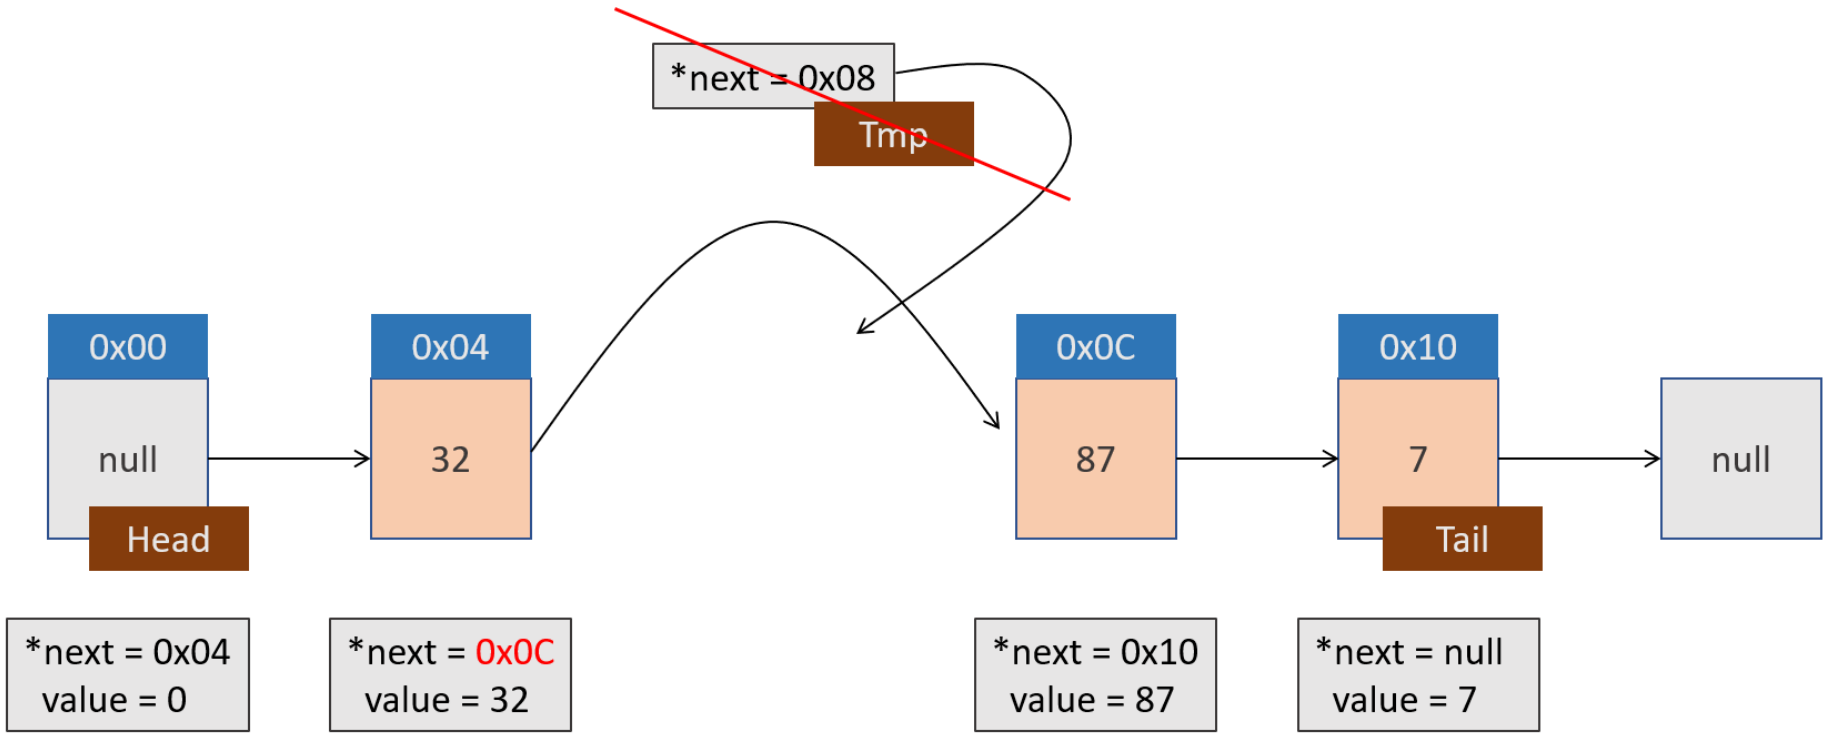 *next = 0x08
Tmp
0x00
0x04
0x0C
0x10
null
32
87
7
null
Head
Tail
*next = 0x04
value = 0
*next = 0x0C
value = 32
*next = 0x10
value = 87
*next = null
value = 7